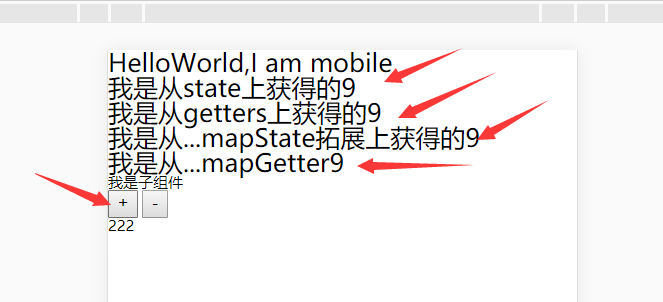 HelloWorld,I am mobile
我是从state上获得的9
我是从getters上获得的9
我是从...mapState拓展上获得的9
我是从...mapGetter9
我是子组件
+ -
222